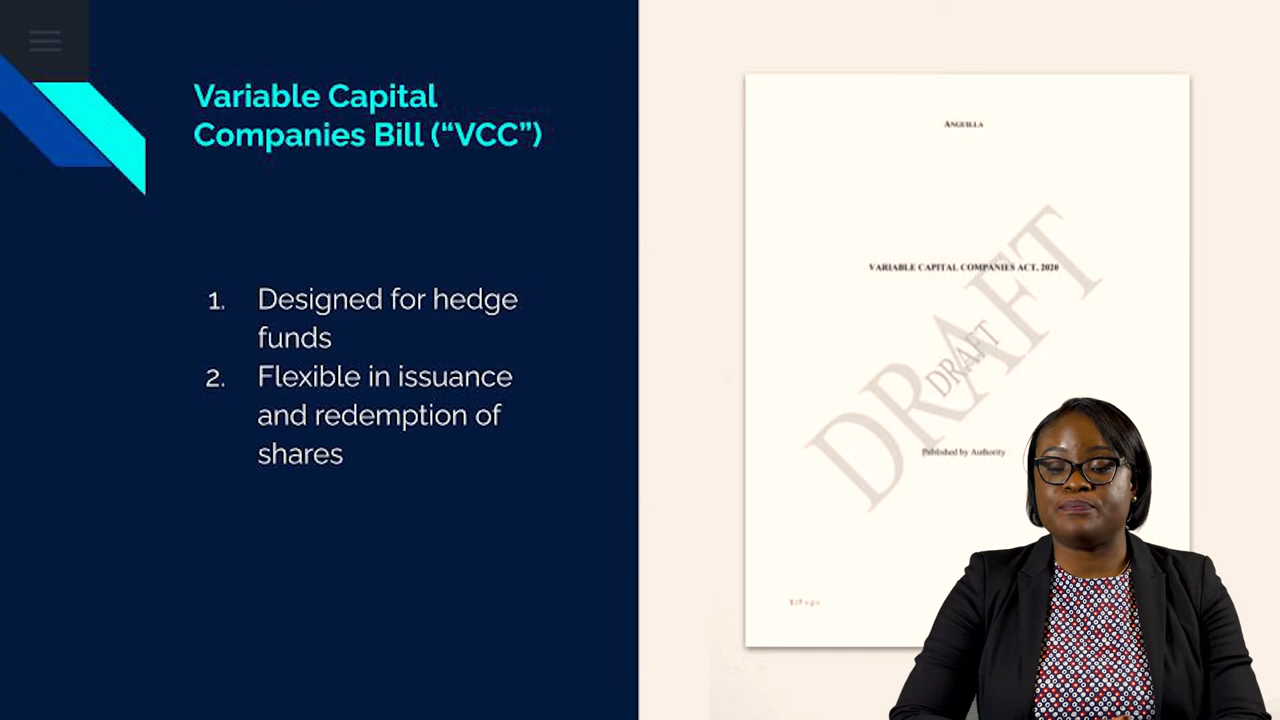 Variable Capital
Companies Bill (“VCC”)
1. Designed for hedge
funds
2. Flexible in issuance
and redemption of
shares
ANGUILLA
VARIABLE CAPITAL COMPANIES ACT, 2020
DRAFT
DRAFT
Published by Authority
1 | P a g e